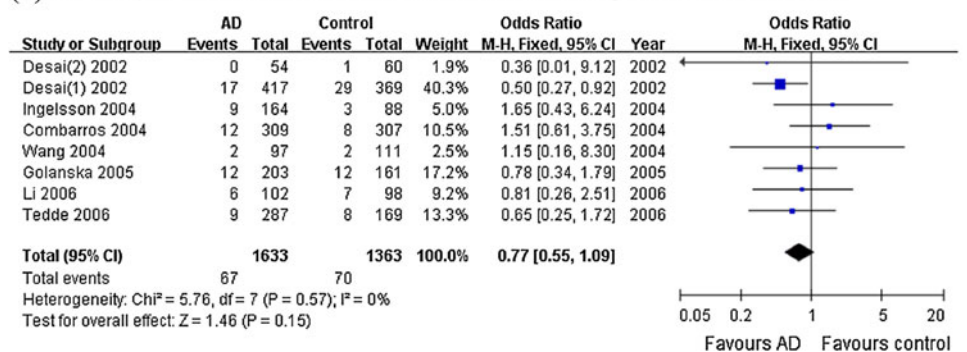 AD Control Odds Ratio Odds Ratio
Study or Subgroup Events Total Events Total Weight M-H, Fixed, 95% CI Year M-H, Fixed, 95% CI
Desai(2) 2002 0 54 1 60 1.9% 0.36 [0.01, 9.12] 2002
Desai(1) 2002 17 417 29 369 40.3% 0.50 [0.27, 0.92] 2002
Ingelsson 2004 9 164 3 88 5.0% 1.65 [0.43, 6.24] 2004
Combarros 2004 12 309 8 307 10.5% 1.51 [0.61, 3.75] 2004
Wang 2004 2 97 2 111 2.5% 1.15 [0.16, 8.30] 2004
Golanska 2005 12 203 12 161 17.2% 0.78 [0.34, 1.79] 2005
Li 2006 6 102 7 98 9.2% 0.81 [0.26, 2.51] 2006
Tedde 2006 9 287 8 169 13.3% 0.65 [0.25, 1.72] 2006
Total (95% CI) 1633 1363 100.0% 0.77 [0.55, 1.09]
Total events 67 70
Heterogeneity: Chi² = 5.76, df = 7 (P = 0.57); I² = 0%
Test for overall effect: Z = 1.46 (P = 0.15)
0.05 0.2 1 5 20
Favours AD Favours control